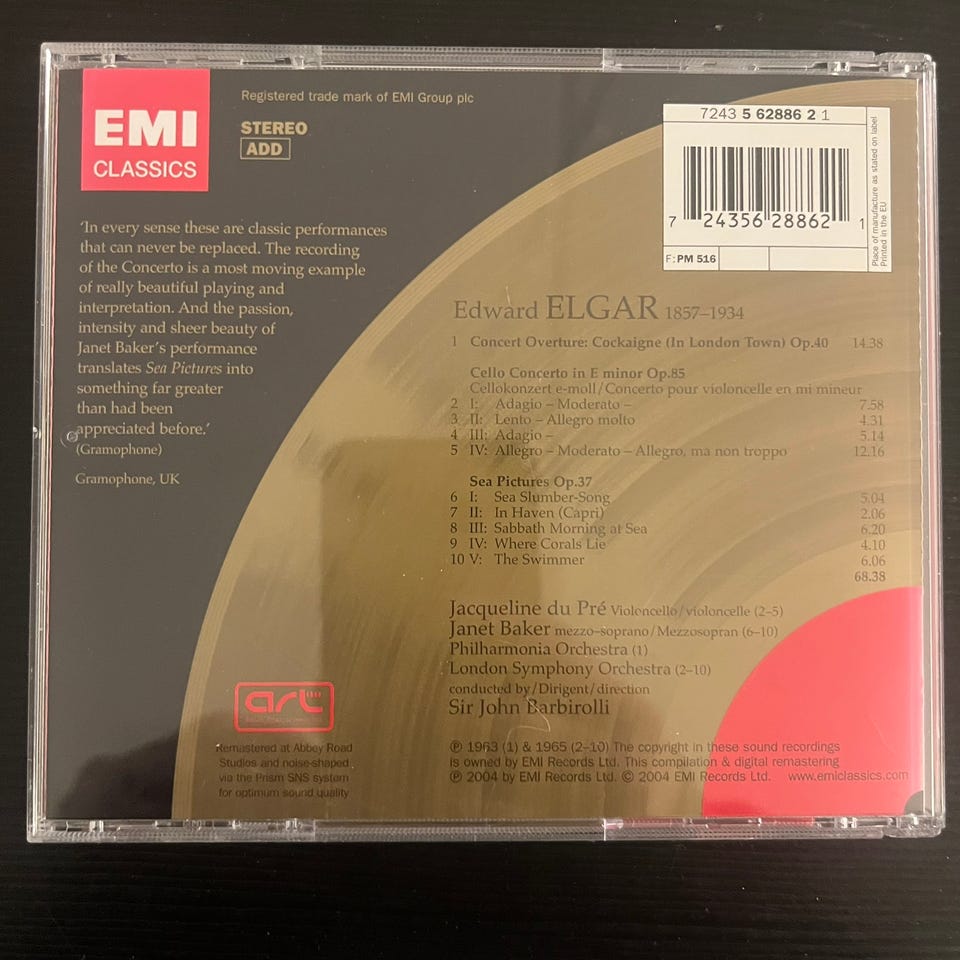 EMI
CLASSICS
Registered trade mark of EMI Group plc
STEREO
ADD
'In every sense these are classic performances
that can never be replaced. The recording
of the Concerto is a most moving example
of really beautiful playing and
interpretation. And the passion,
intensity and sheer beauty of
Janet Baker's performance
translates Sea Pictures into
something far greater
than had been
appreciated before.'
(Gramophone)
Gramophone, UK
7243 5 62886 2 1
7 24356 28862 1
F: PM 516
Place of manufacture as stated on label
Printed in the EU
Edward ELGAR 1857–1934
1 Concert Overture: Cockaigne (In London Town) Op.40 14.38
Cello Concerto in E minor Op.85
Cellokonzert e-moll/Concerto pour violoncelle en mi mineur
2 I: Adagio – Moderato – 7.58
3 II: Lento – Allegro molto 4.31
4 III: Adagio – 5.14
5 IV: Allegro – Moderato – Allegro, ma non troppo 12.16
Sea Pictures Op.37
6 I: Sea Slumber-Song 5.04
7 II: In Haven (Capri) 2.06
8 III: Sabbath Morning at Sea 6.20
9 IV: Where Corals Lie 4.10
10 V: The Swimmer 6.06
68.38
Jacqueline du Pré Violoncello/violoncelle (2–5)
Janet Baker mezzo-soprano/Mezzosopran (6–10)
Philharmonia Orchestra (1)
London Symphony Orchestra (2–10)
conducted by/Dirigent/direction
Sir John Barbirolli
art
Remastered at Abbey Road
Studios and noise-shaped
via the Prism SNS system
for optimum sound quality
℗ 1963 (1) & 1965 (2–10) The copyright in these sound recordings
is owned by EMI Records Ltd. This compilation & digital remastering
℗ 2004 by EMI Records Ltd. © 2004 EMI Records Ltd. www.emiclassics.com